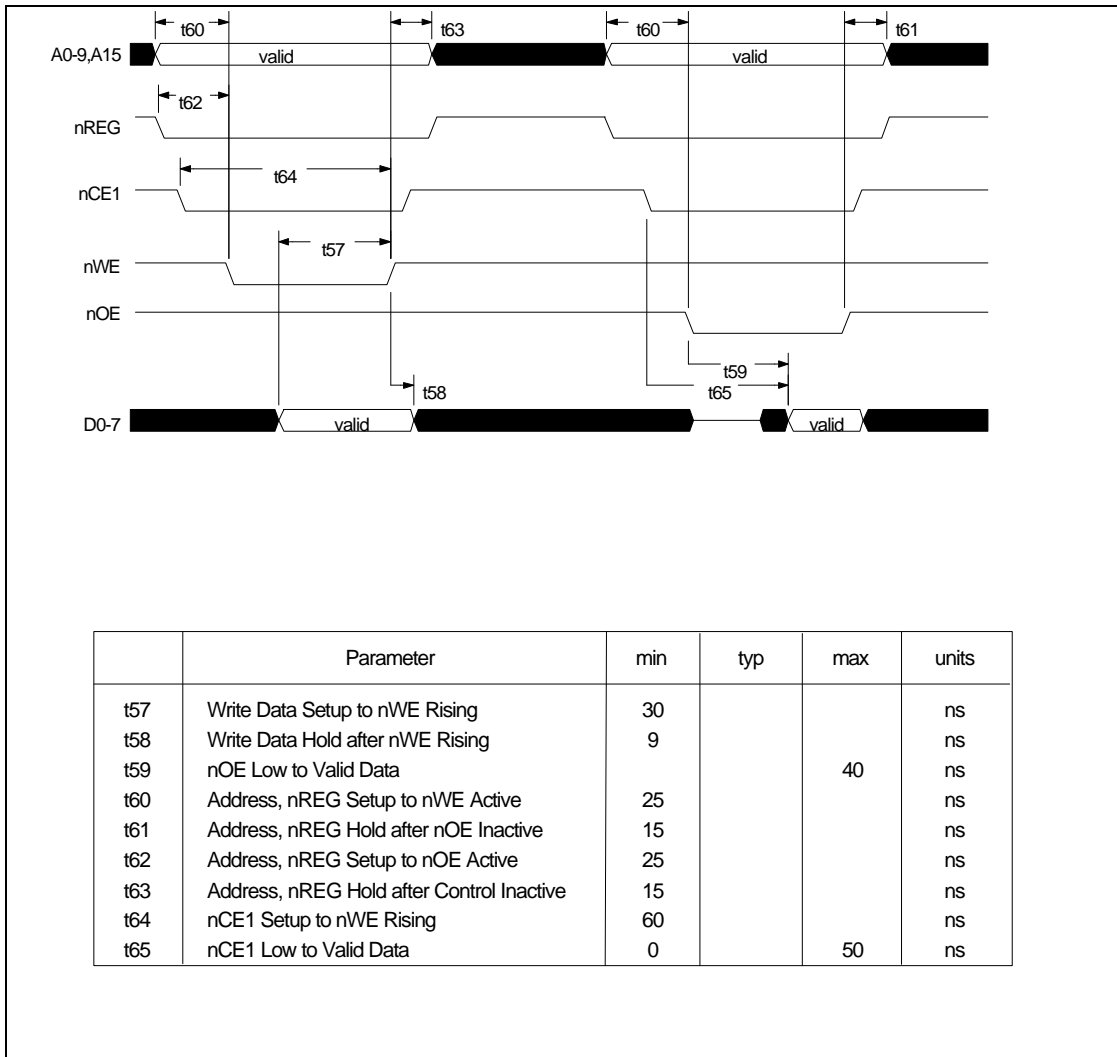 t60 t63 t60 t61
A0-9,A15 valid valid
t62
nREG
t64
nCE1
t57
nWE
nOE
t59
t58 t65
D0-7 valid valid
Parameter min typ max units
t57 Write Data Setup to nWE Rising 30 ns
t58 Write Data Hold after nWE Rising 9 ns
t59 nOE Low to Valid Data 40 ns
t60 Address, nREG Setup to nWE Active 25 ns
t61 Address, nREG Hold after nOE Inactive 15 ns
t62 Address, nREG Setup to nOE Active 25 ns
t63 Address, nREG Hold after Control Inactive 15 ns
t64 nCE1 Setup to nWE Rising 60 ns
t65 nCE1 Low to Valid Data 0 50 ns